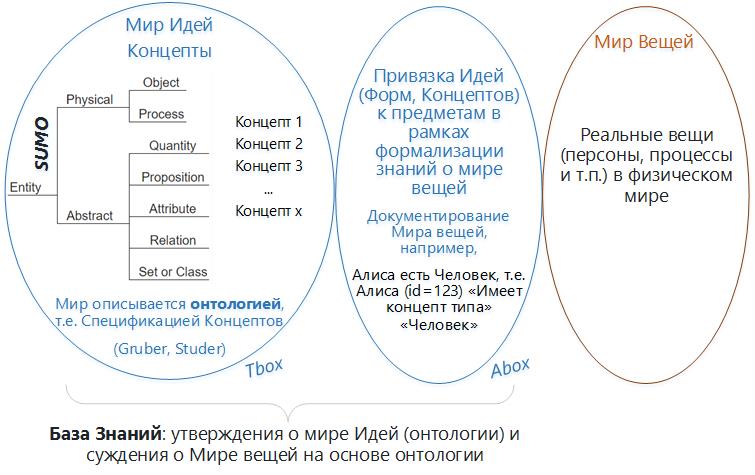 Мир Идей
Концепты
SUMO
Entity
Physical
Object
Process
Abstract
Quantity
Proposition
Attribute
Relation
Set or Class
Концепт 1
Концепт 2
Концепт 3
...
Концепт x
Мир описывается онтологией,
т.е. Спецификацией Концептов
(Gruber, Studer)
Tbox
Привязка Идей
(Форм, Концептов)
к предметам в
рамках
формализации
знаний о мире
вещей
Документирование
Мира вещей,
например,
Алиса есть Человек, т.е.
Алиса (id=123) «Имеет
концепт типа»
«Человек»
Abox
Мир Вещей
Реальные вещи
(персоны, процессы
и т.п.) в физическом
мире
База Знаний: утверждения о мире Идей (онтологии) и
суждения о Мире вещей на основе онтологии